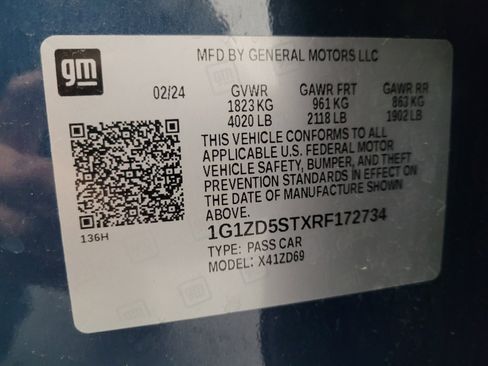 gm
MFD BY GENERAL MOTORS LLC
02/24 GVWR GAWR FRT GAWR RR
1823 KG 961 KG 863 KG
4020 LB 2118 LB 1902 LB
THIS VEHICLE CONFORMS TO ALL
APPLICABLE U.S. FEDERAL MOTOR
VEHICLE SAFETY, BUMPER, AND THEFT
PREVENTION STANDARDS IN EFFECT ON
THE DATE OF MANUFACTURE SHOWN
ABOVE.
136H
1G1ZD5STXRF172734
TYPE: PASS CAR
MODEL: X41ZD69